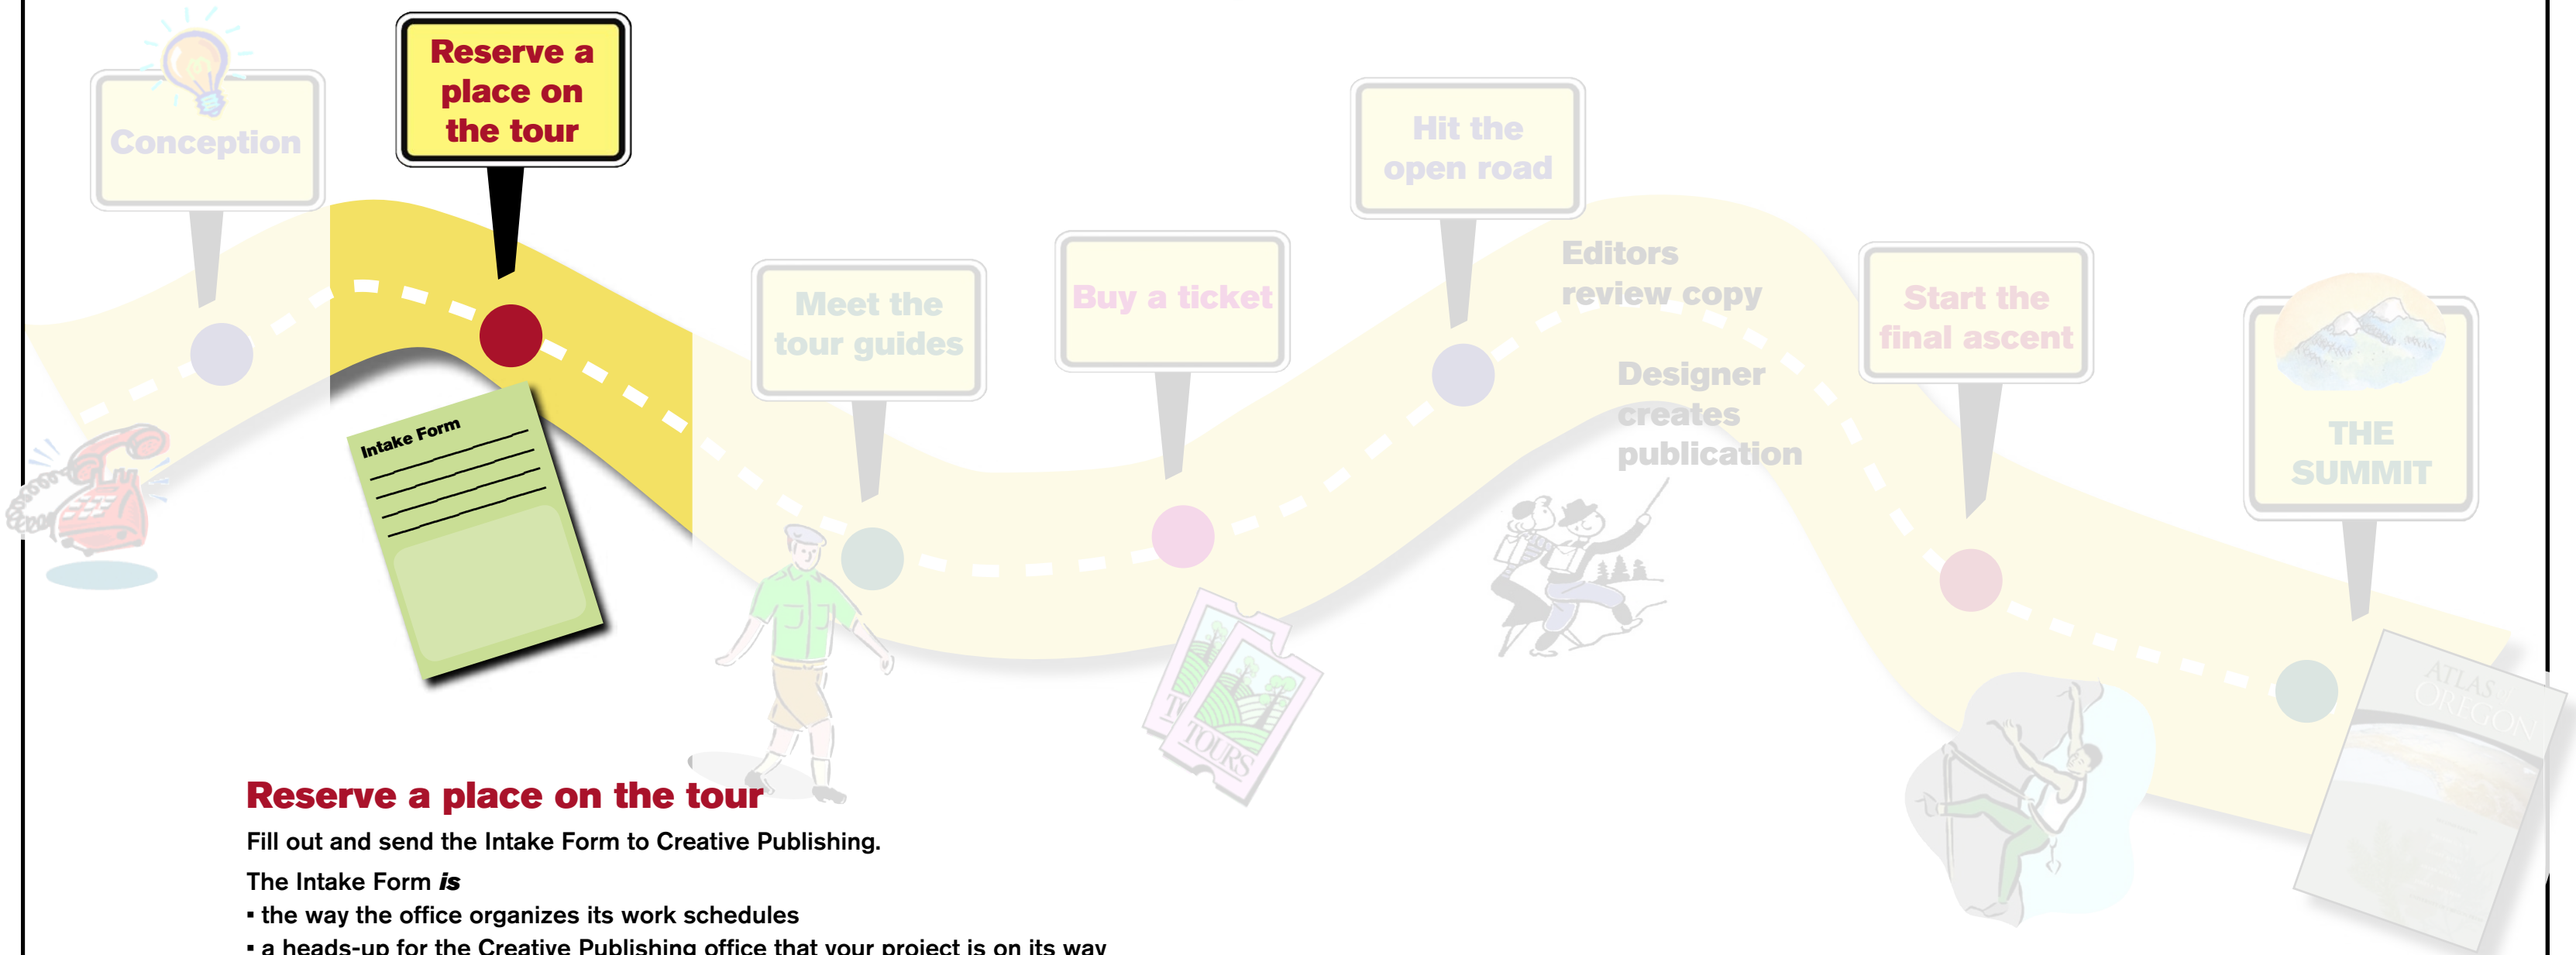 Conception
Reserve a
place on
the tour
Meet the
tour guides
Buy a ticket
Hit the
open road
Editors
review copy
Designer
creates
publication
Start the
final ascent
THE
SUMMIT
Intake Form
TOURS
ATLAS OF
OREGON
Reserve a place on the tour
Fill out and send the Intake Form to Creative Publishing.
The Intake Form is
▪ the way the office organizes its work schedules
▪ a heads-up for the Creative Publishing office that your project is on its way